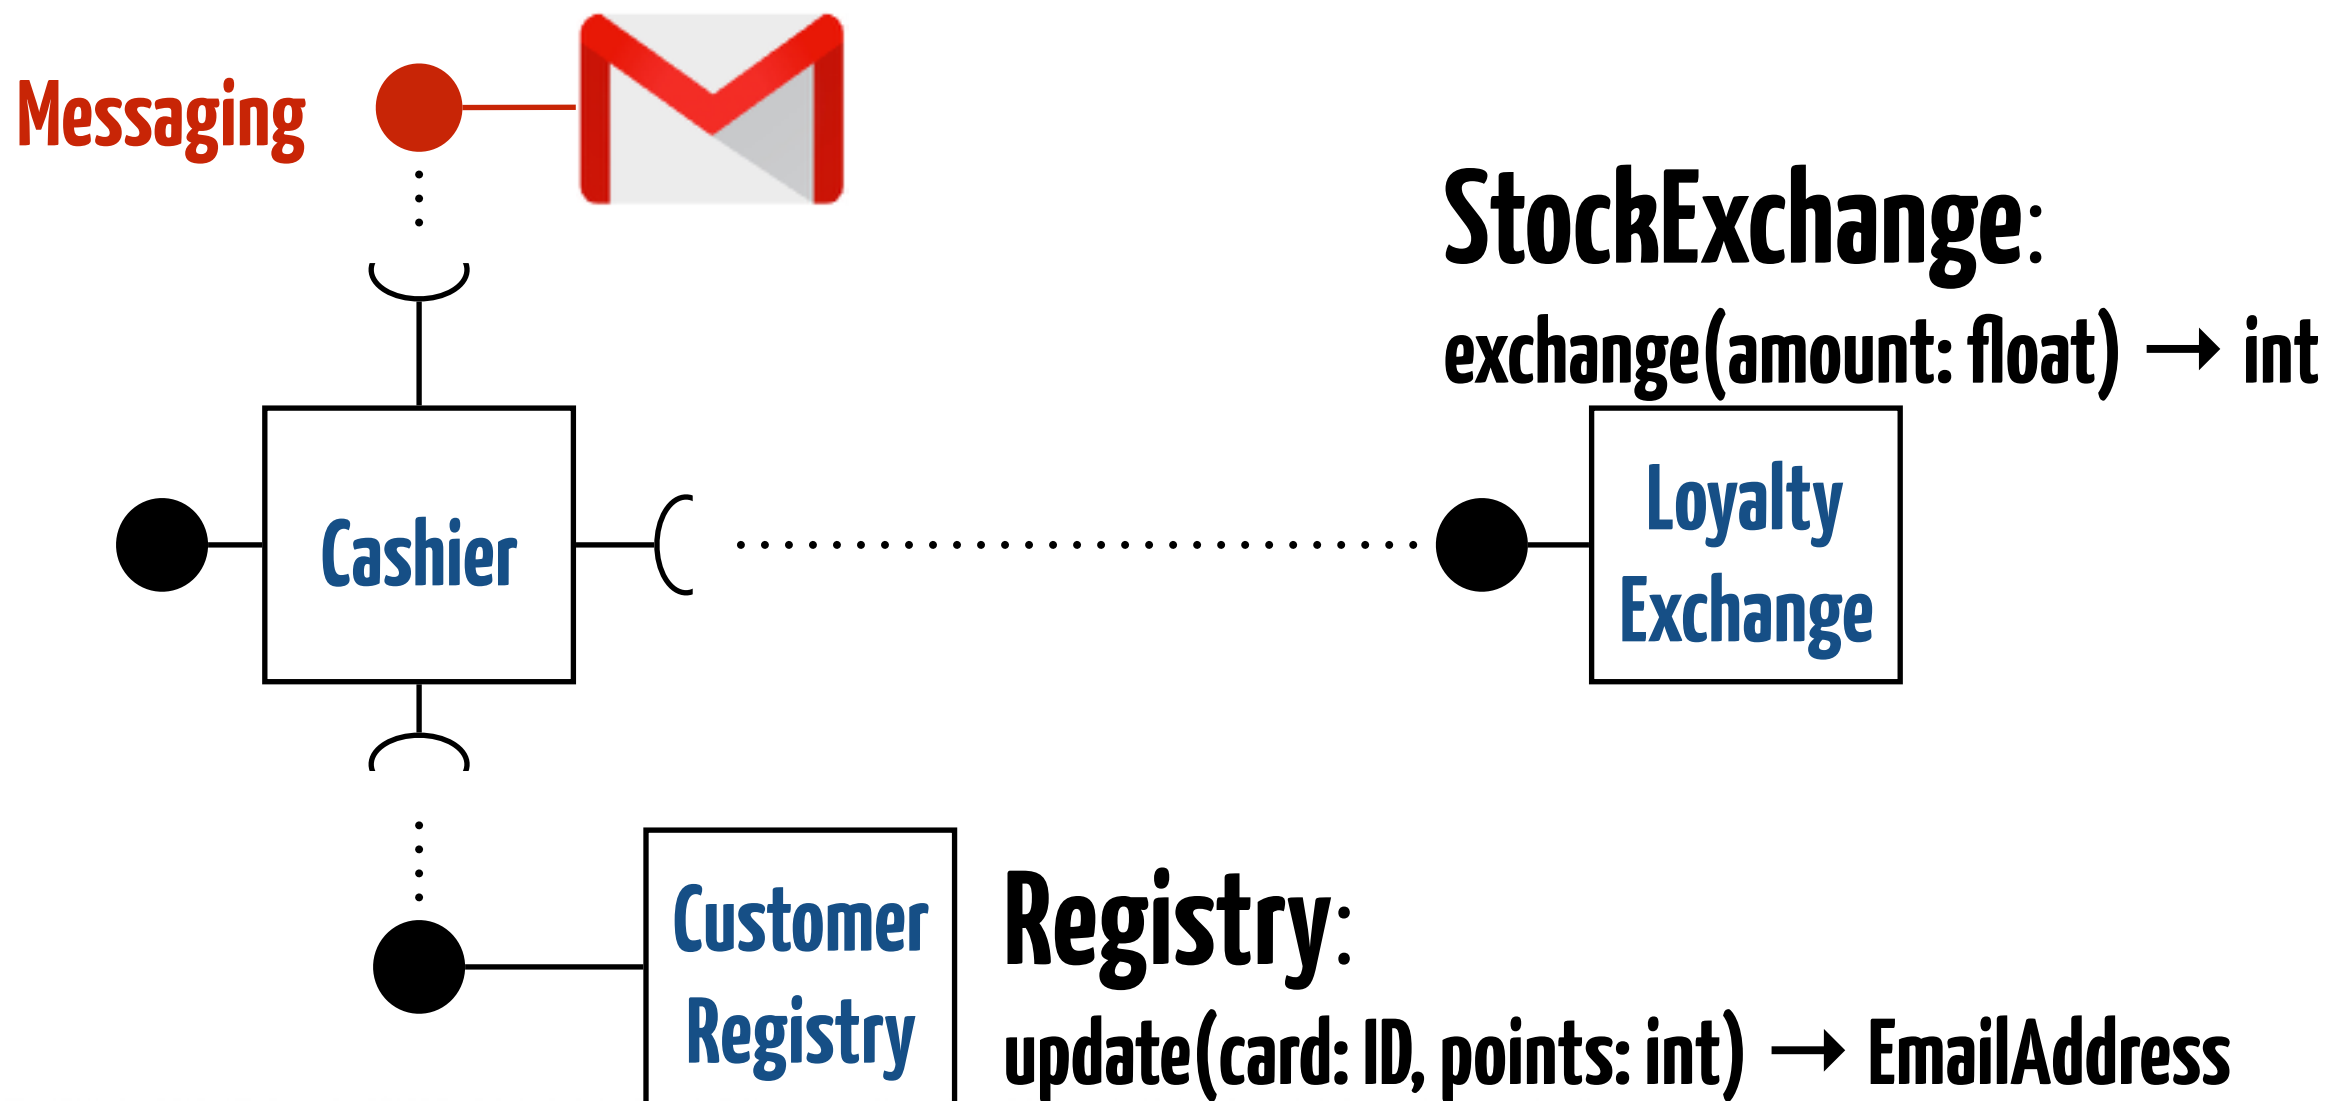 Messaging
StockExchange:
exchange(amount: float) → int
Cashier
Loyalty
Exchange
Customer
Registry
Registry:
update(card: ID, points: int) → EmailAddress